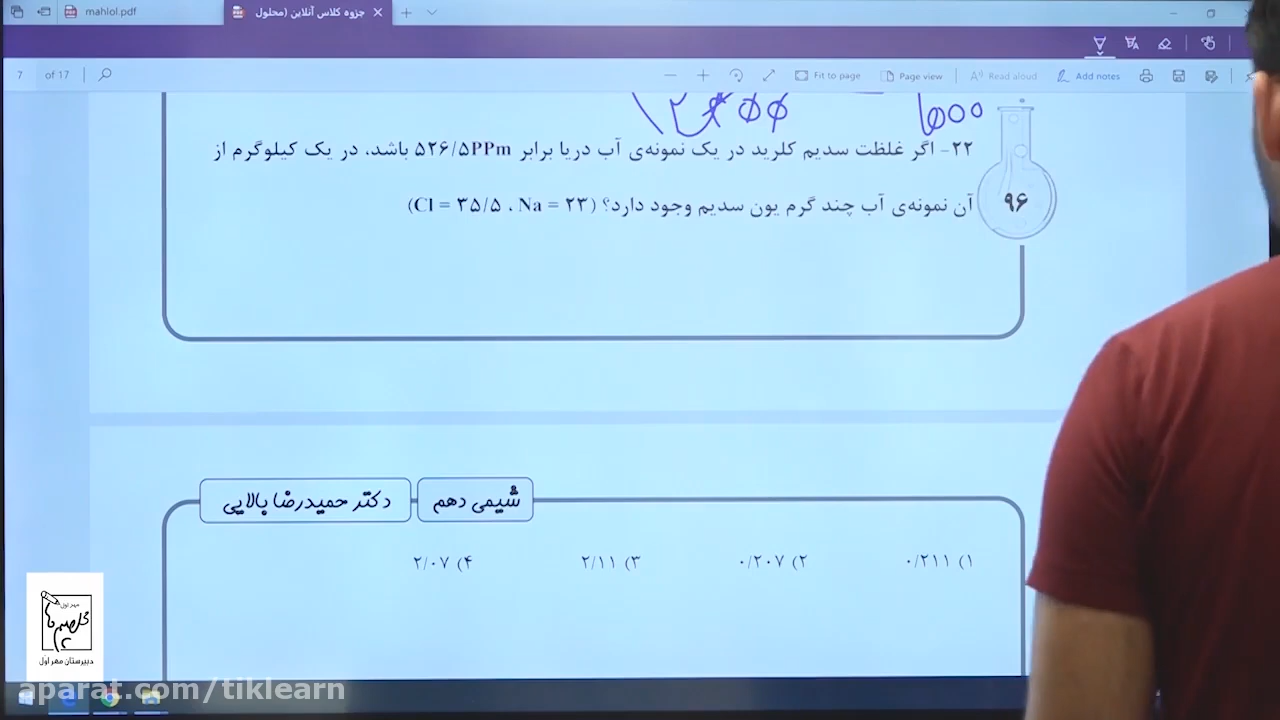 mahlol.pdf
جزوه کلاس آنلاین (محلول
7 of 17
Fit to page
Page view
Read aloud
Add notes
۲۲- اگر غلظت سدیم کلرید در یک نمونه‌ی آب دریا برابر ۵۲۶/۵PPm باشد، در یک کیلوگرم از
آن نمونه‌ی آب چند گرم یون سدیم وجود دارد؟ (Cl = ۳۵/۵ ، Na = ۲۳)
۹۶
شیمی دهم
دکتر حمیدرضا بالایی
۱) ۰/۲۱۱
۲) ۰/۲۰۷
۳) ۲/۱۱
۴) ۲/۰۷
مهر اول
دبیرستان مهر اول
aparat.com/tiklearn